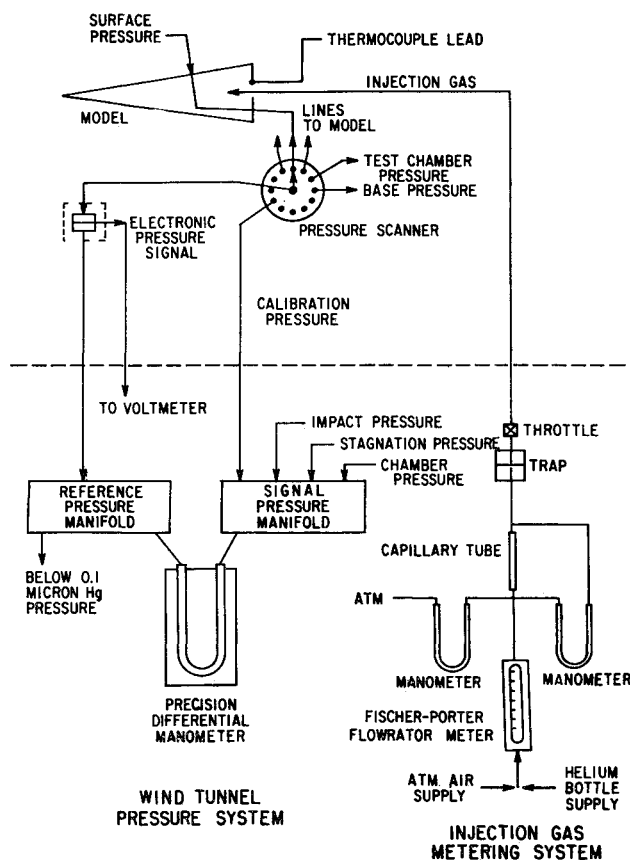 SURFACE
PRESSURE
THERMOCOUPLE LEAD
INJECTION GAS
MODEL
LINES
TO MODEL
TEST CHAMBER
PRESSURE
BASE PRESSURE
PRESSURE SCANNER
ELECTRONIC
PRESSURE
SIGNAL
CALIBRATION
PRESSURE
TO VOLTMETER
IMPACT PRESSURE
STAGNATION PRESSURE
CHAMBER
PRESSURE
THROTTLE
TRAP
REFERENCE
PRESSURE
MANIFOLD
SIGNAL
PRESSURE
MANIFOLD
BELOW 0.1
MICRON Hg
PRESSURE
CAPILLARY TUBE
ATM
MANOMETER
MANOMETER
PRECISION
DIFFERENTIAL
MANOMETER
FISCHER-PORTER
FLOWRATOR METER
ATM. AIR
SUPPLY
HELIUM
BOTTLE
SUPPLY
WIND TUNNEL
PRESSURE SYSTEM
INJECTION GAS
METERING SYSTEM